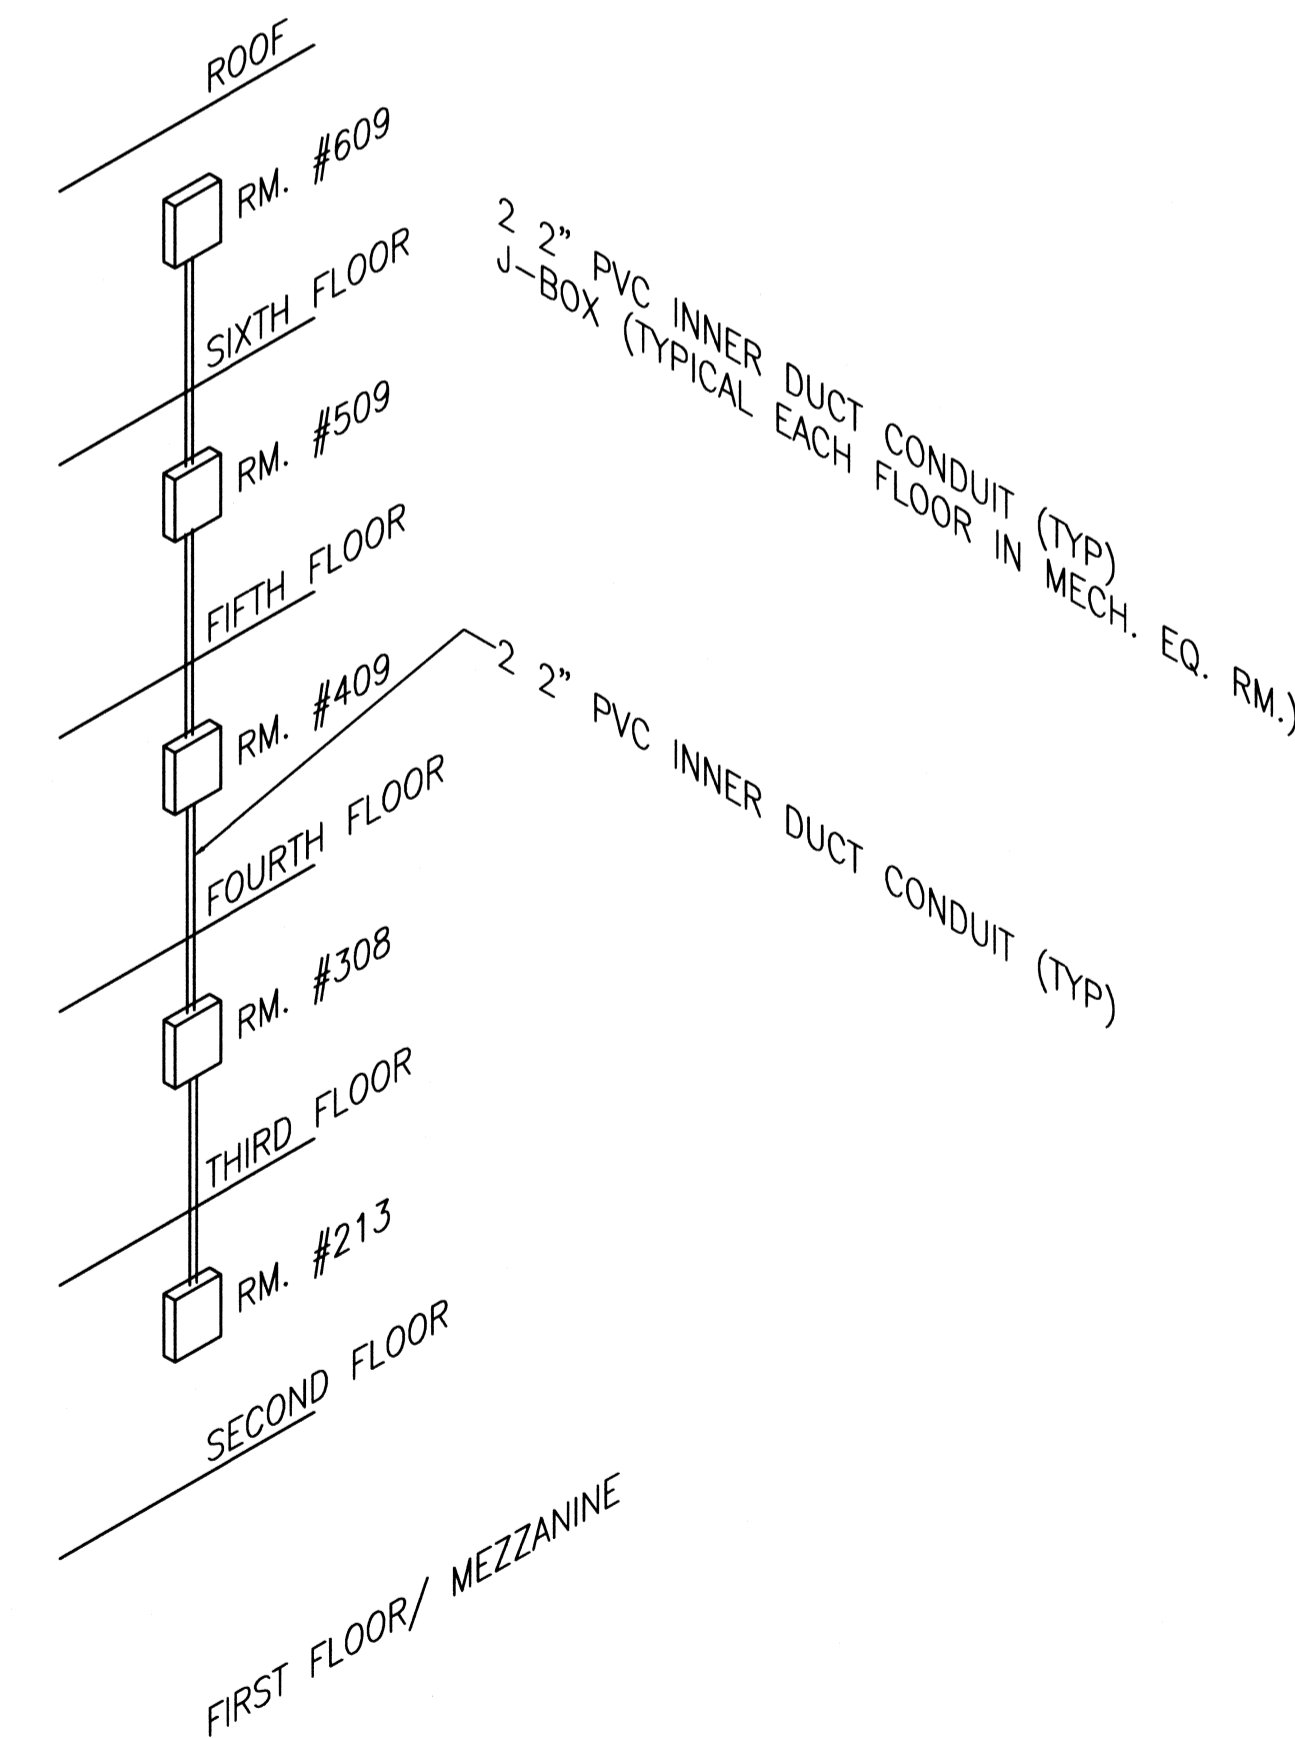 ROOF
RM. #609
SIXTH FLOOR
2 2" PVC INNER DUCT CONDUIT (TYP)
J-BOX (TYPICAL EACH FLOOR IN MECH. EQ. RM.)
RM. #509
FIFTH FLOOR
RM. #409
2 2" PVC INNER DUCT CONDUIT (TYP)
FOURTH FLOOR
RM. #308
THIRD FLOOR
RM. #213
SECOND FLOOR
FIRST FLOOR/ MEZZANINE